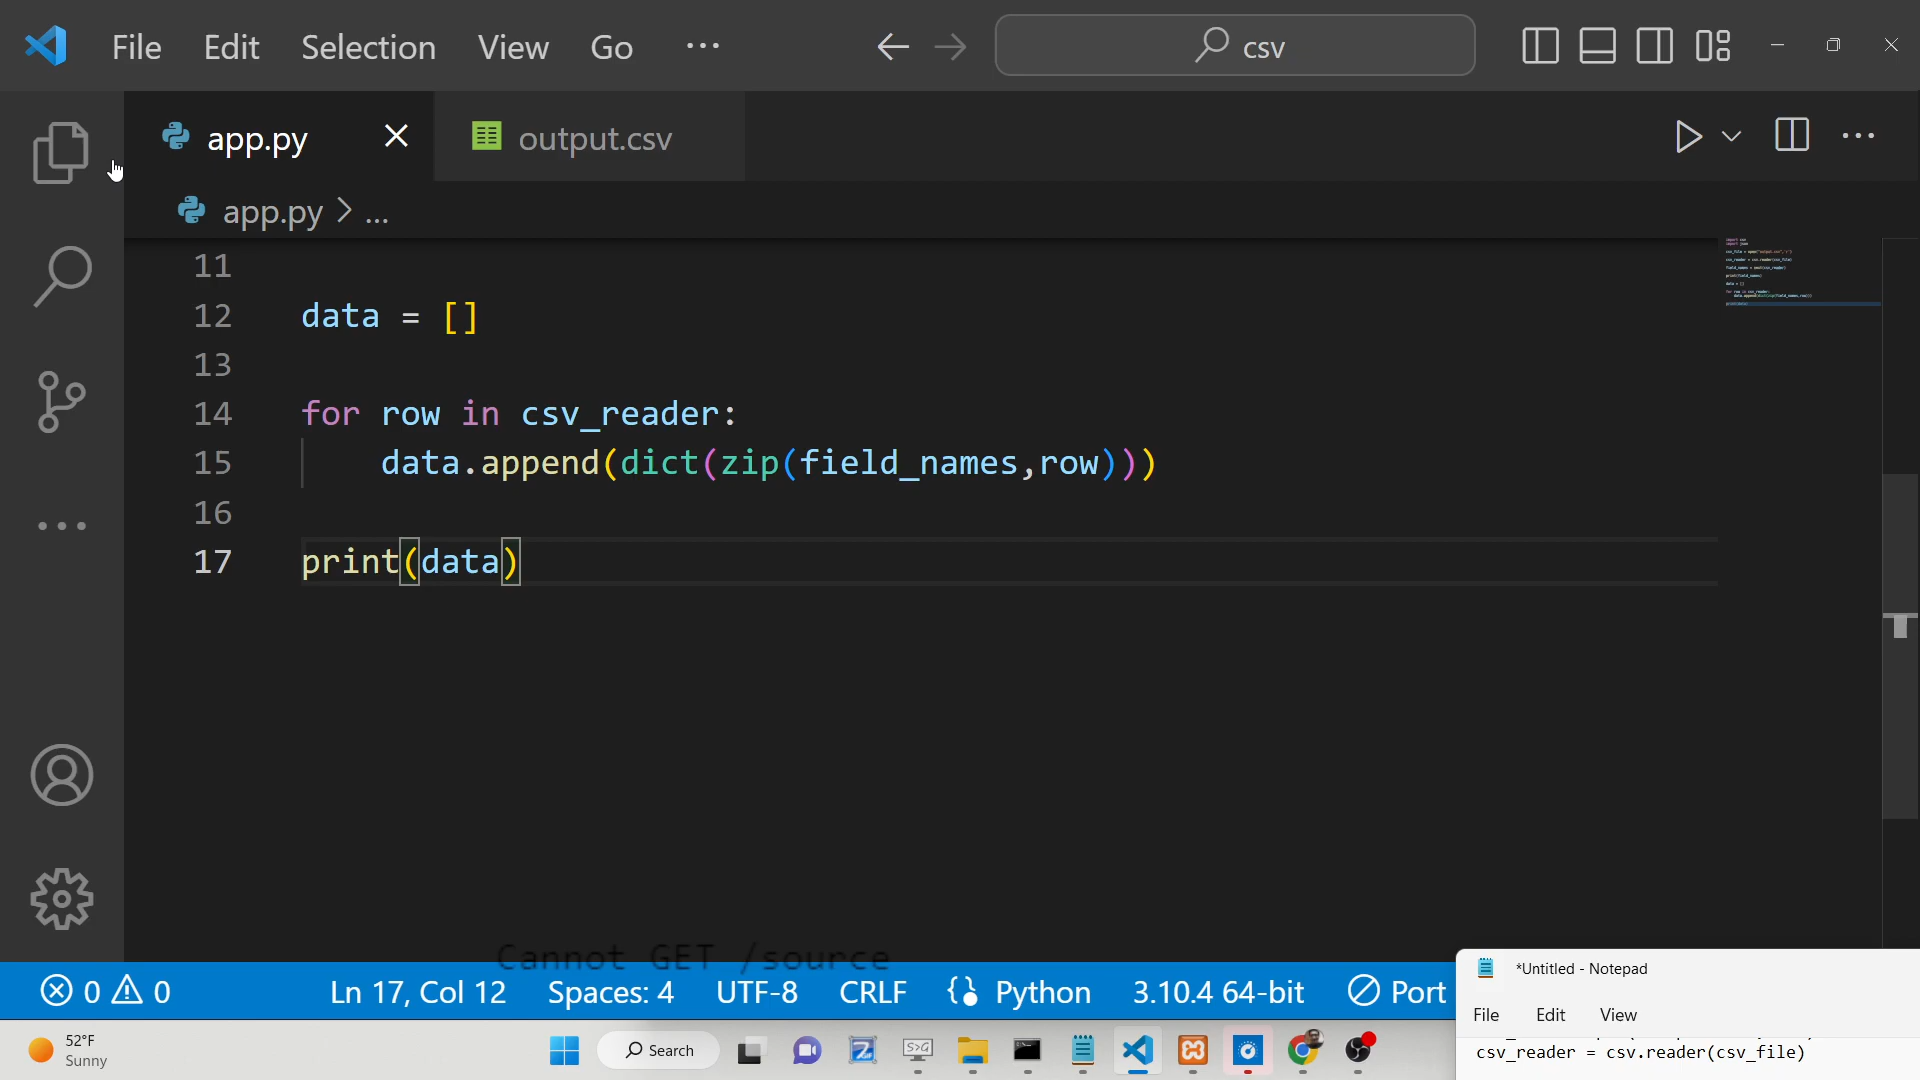 File Edit Selection View Go ...
csv
app.py
output.csv
app.py > ...
11
12 data = []
13
14 for row in csv_reader:
15 data.append(dict(zip(field_names,row)))
16
17 print(data)
Cannot GET /source
0 0 Ln 17, Col 12 Spaces: 4 UTF-8 CRLF Python 3.10.4 64-bit Port
*Untitled - Notepad
File Edit View
csv_reader = csv.reader(csv_file)
52°F
Sunny
Search